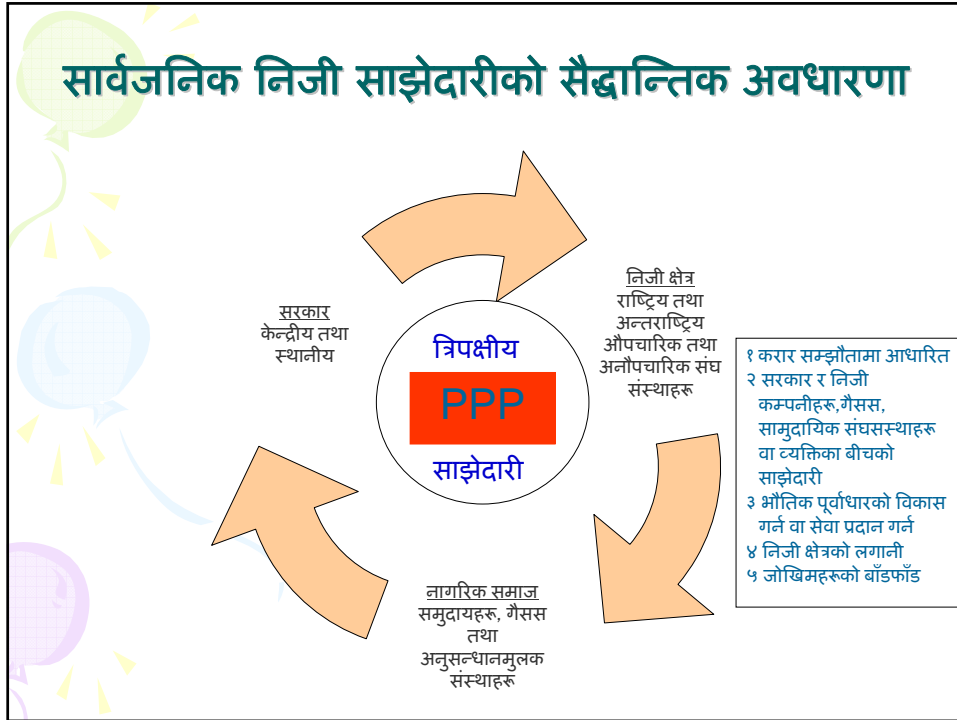 सार्वजनिक निजी साझेदारीको सैद्धान्तिक अवधारणा
सरकार
केन्द्रीय तथा
स्थानीय
त्रिपक्षीय
PPP
साझेदारी
निजी क्षेत्र
राष्ट्रिय तथा
अन्तराष्ट्रिय
औपचारिक तथा
अनौपचारिक संघ
संस्थाहरू
१ करार सम्झौतामा आधारित
२ सरकार र निजी
कम्पनीहरू,गैसस,
सामुदायिक संघसस्थाहरू
वा व्यक्तिका बीचको
साझेदारी
३ भौतिक पूर्वाधारको विकास
गर्न वा सेवा प्रदान गर्न
४ निजी क्षेत्रको लगानी
५ जोखिमहरूको बाँडफाँड
नागरिक समाज
समुदायहरू, गैसस
तथा
अनुसन्धानमुलक
संस्थाहरू